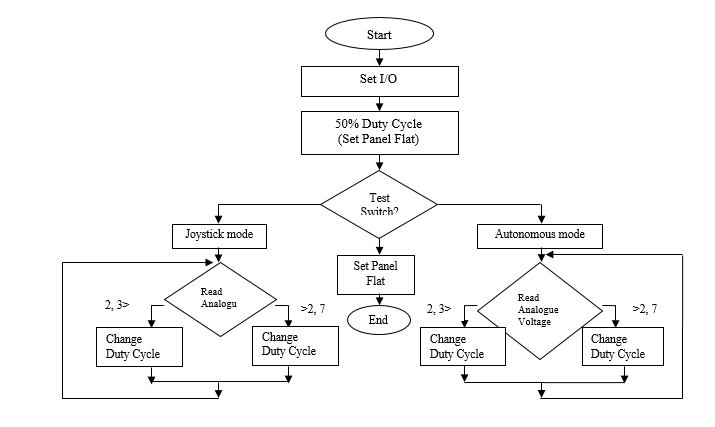 Start
Set I/O
50% Duty Cycle
(Set Panel Flat)
Test
Switch?
Joystick mode
Autonomous mode
Set Panel
Flat
End
Read
Analogu
2, 3>
>2, 7
Change
Duty Cycle
Change
Duty Cycle
Read
Analogue
Voltage
2, 3>
>2, 7
Change
Duty Cycle
Change
Duty Cycle